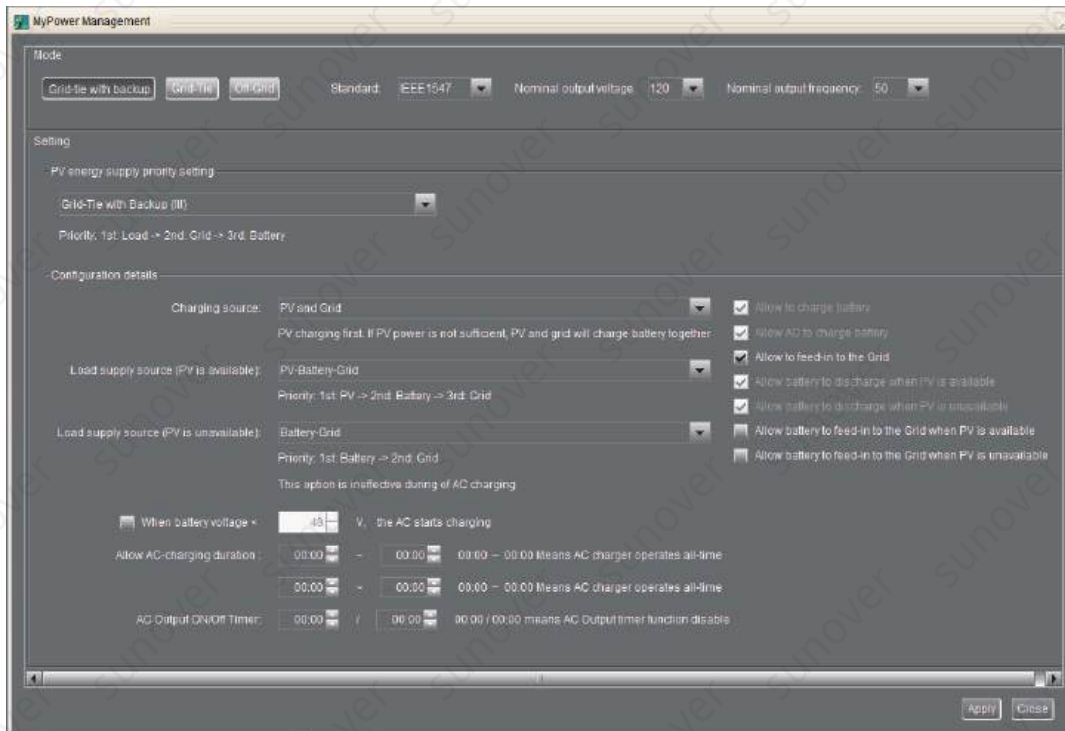 MyPower Management
Mode
Grid-tie with backup Grid-Tie Off-Grid Standard: IEEE1547 Nominal output voltage: 120 Nominal output frequency: 50
Setting
PV energy supply priority setting
Grid-Tie with Backup (III)
Priority: 1st: Load -> 2nd: Grid -> 3rd: Battery
Configuration details
Charging source: PV and Grid Allow to charge battery
PV charging first. If PV power is not sufficient, PV and grid will charge battery together Allow AC to charge battery
Allow to feed-in to the Grid
Load supply source (PV is available): PV-Battery-Grid Allow battery to discharge when PV is available
Priority: 1st: PV -> 2nd: Battery -> 3rd: Grid Allow battery to discharge when PV is unavailable
Load supply source (PV is unavailable): Battery-Grid Allow battery to feed-in to the Grid when PV is available
Priority: 1st: Battery -> 2nd: Grid Allow battery to feed-in to the Grid when PV is unavailable
This option is ineffective during of AC charging
When battery voltage < 48 V, the AC starts charging
Allow AC-charging duration : 00:00 ~ 00:00 00:00 ~ 00:00 Means AC charger operates all-time
00:00 ~ 00:00 00:00 ~ 00:00 Means AC charger operates all-time
AC Output ON/Off Timer: 00:00 / 00:00 00:00 / 00:00 means AC Output timer function disable
Apply Close
sunover